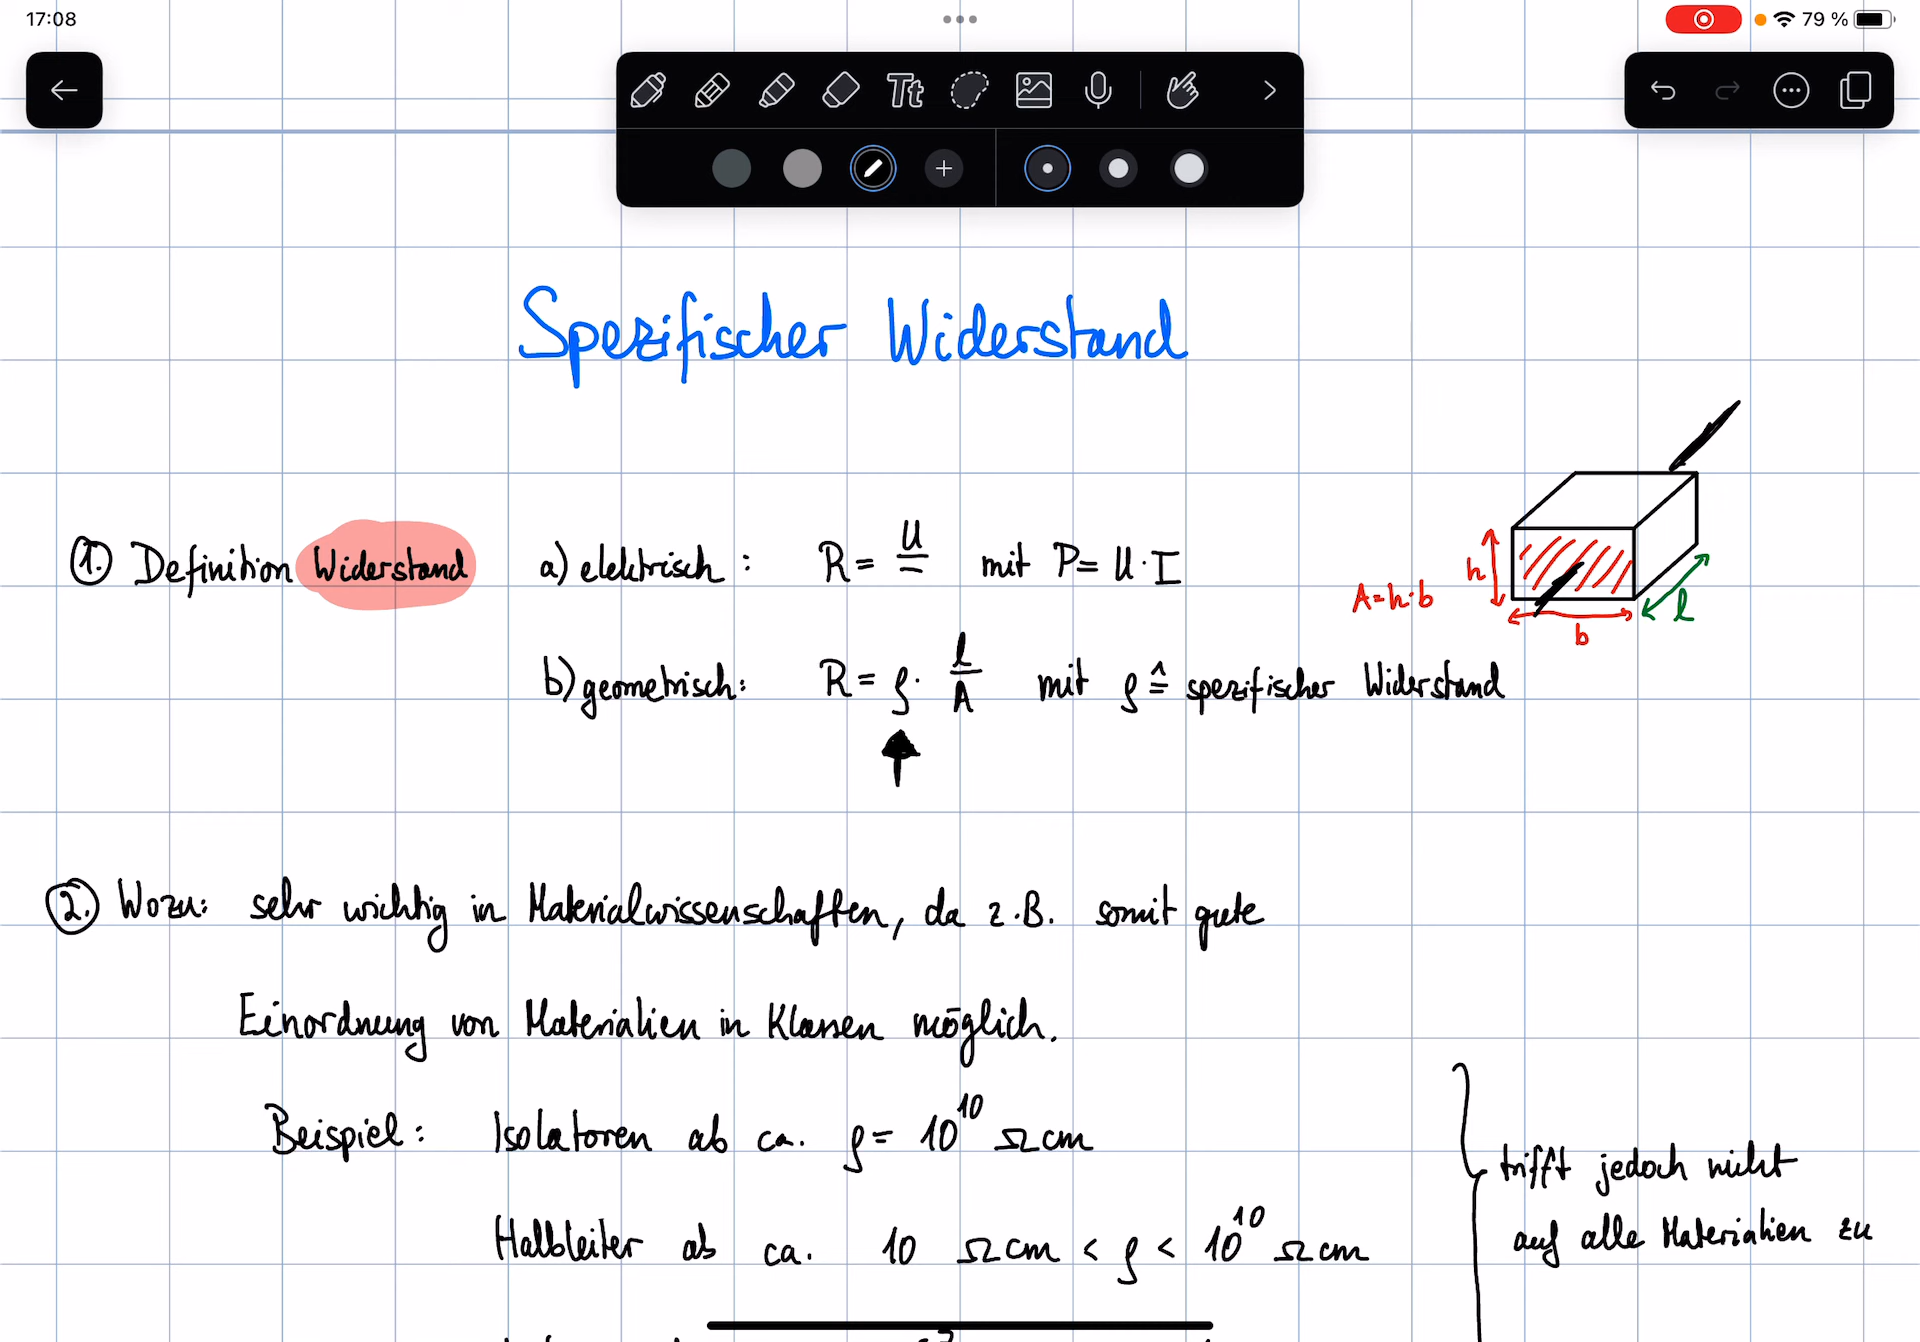 17:08
79 %
Tt
Spezifischer Widerstand
1. Definition Widerstand a) elektrisch: R = U/ mit P = U · I
h A = h · b l
b
b) geometrisch: R = ρ · l/A mit ρ ≙ spezifischer Widerstand
2. Wozu: sehr wichtig in Materialwissenschaften, da z.B. somit gute
Einordnung von Materialien in Klassen möglich.
Beispiel: Isolatoren ab ca. ρ = 10^10 Ωcm
trifft jedoch nicht
Halbleiter ab ca. 10 Ωcm < ρ < 10^10 Ωcm
auf alle Materialien zu